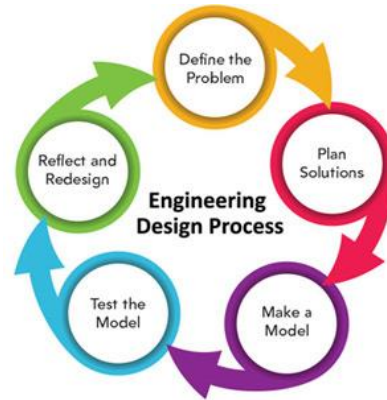 Define the
Problem
Plan
Solutions
Make a
Model
Test the
Model
Reflect and
Redesign
Engineering
Design Process